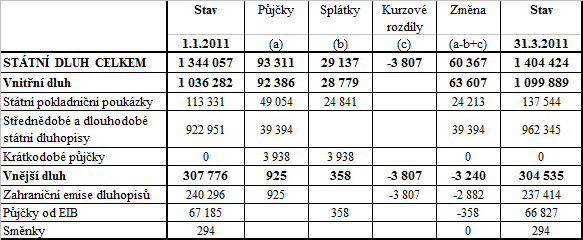 Stav Půjčky Splátky Kurzové rozdíly Změna Stav
1.1.2011 (a) (b) (c) (a-b+c) 31.3.2011
STÁTNÍ DLUH CELKEM 1 344 057 93 311 29 137 -3 807 60 367 1 404 424
Vnitřní dluh 1 036 282 92 386 28 779 63 607 1 099 889
Státní pokladniční poukázky 113 331 49 054 24 841 24 213 137 544
Střednědobé a dlouhodobé
státní dluhopisy 922 951 39 394 39 394 962 345
Krátkodobé půjčky 0 3 938 3 938 0 0
Vnější dluh 307 776 925 358 -3 807 -3 240 304 535
Zahraniční emise dluhopisů 240 296 925 -3 807 -2 882 237 414
Půjčky od EIB 67 185 358 -358 66 827
Směnky 294 0 294